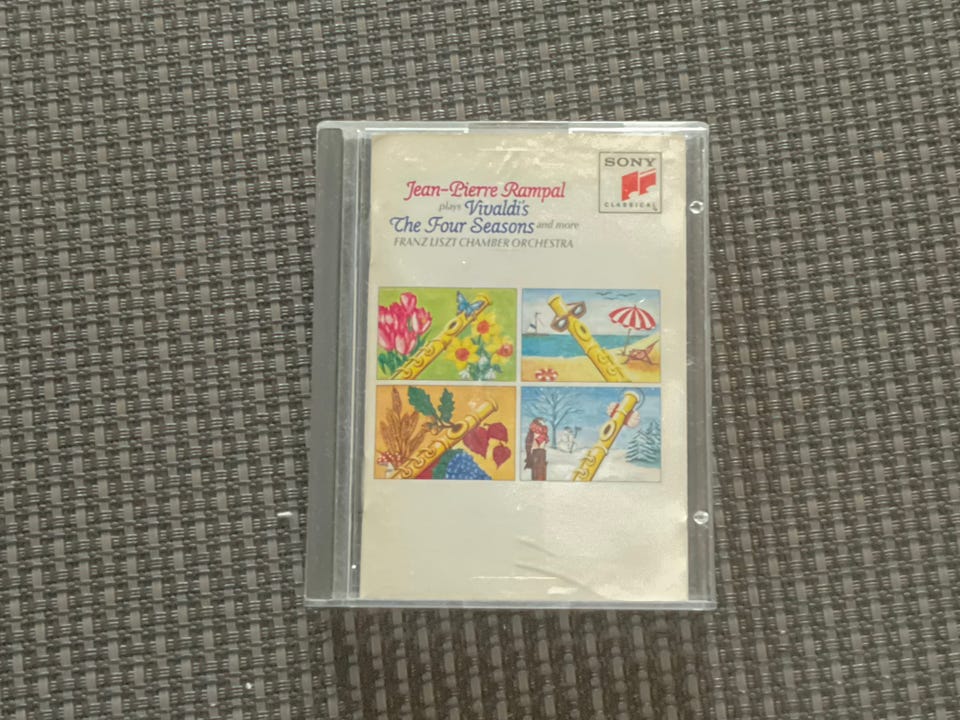 SONY
CLASSICAL
Jean-Pierre Rampal
plays Vivaldi's
The Four Seasons and more
FRANZ LISZT CHAMBER ORCHESTRA